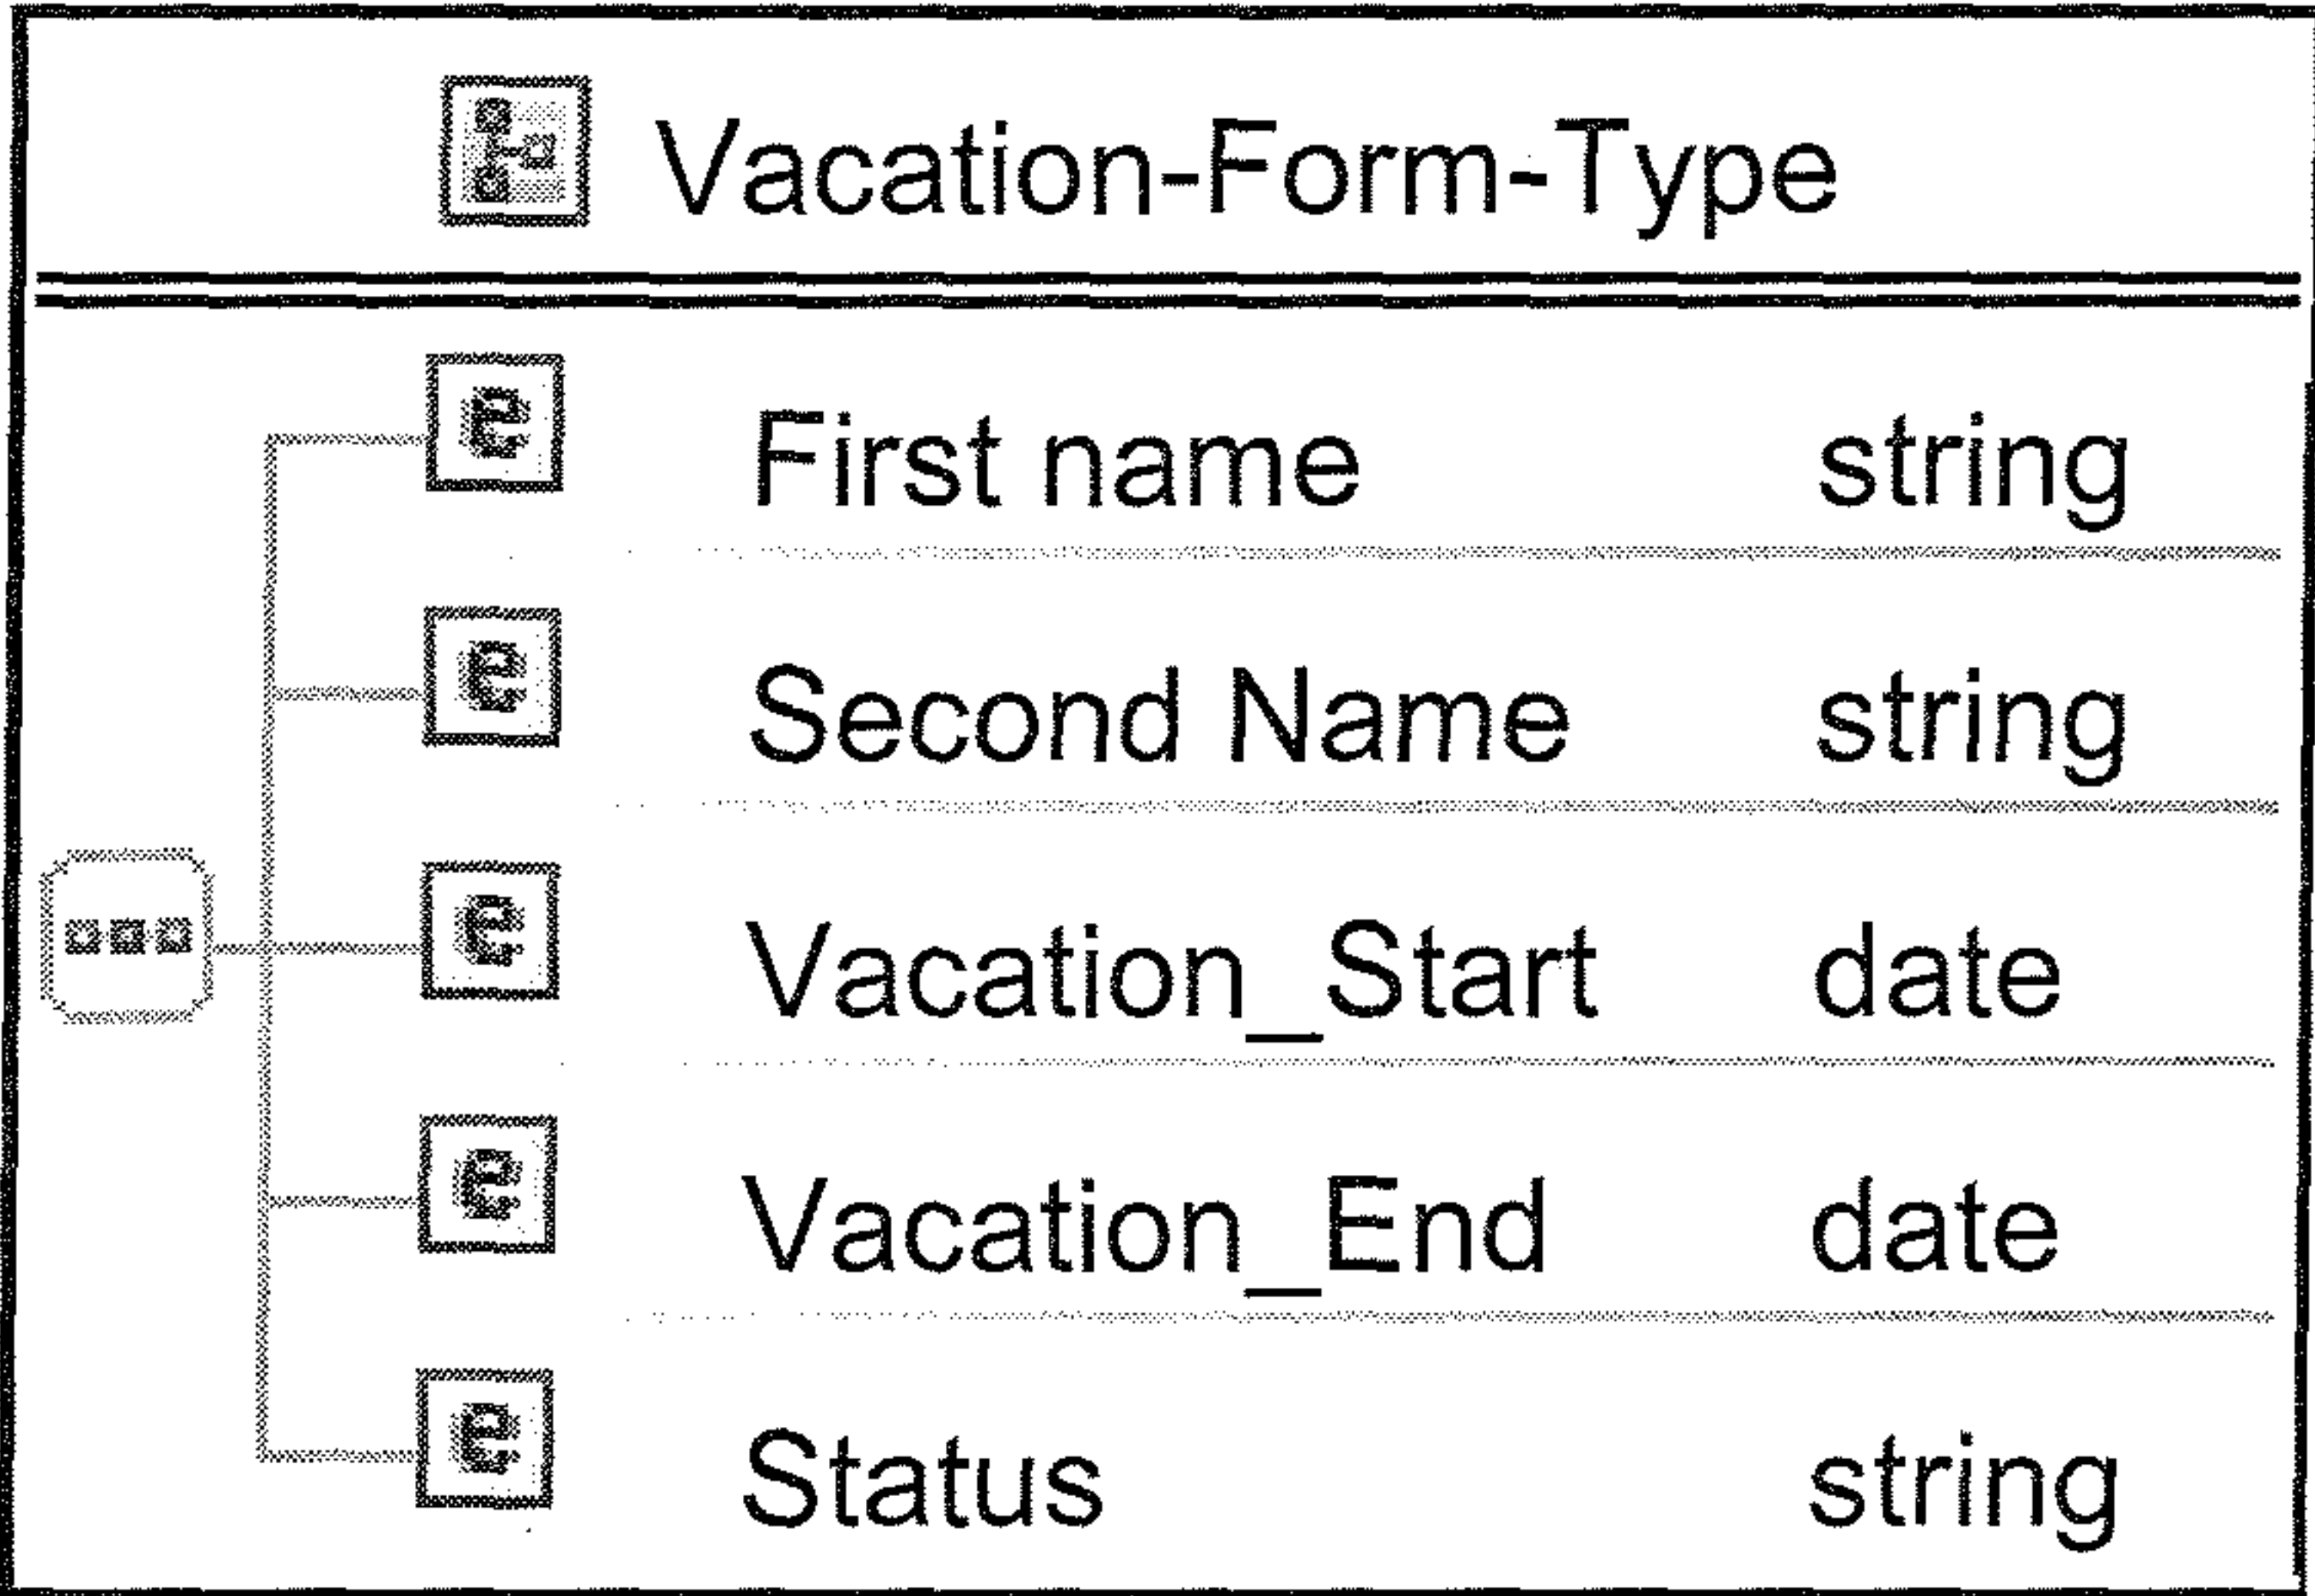 Vacation-Form-Type
e First name string
e Second Name string
e Vacation_Start date
e Vacation_End date
e Status string